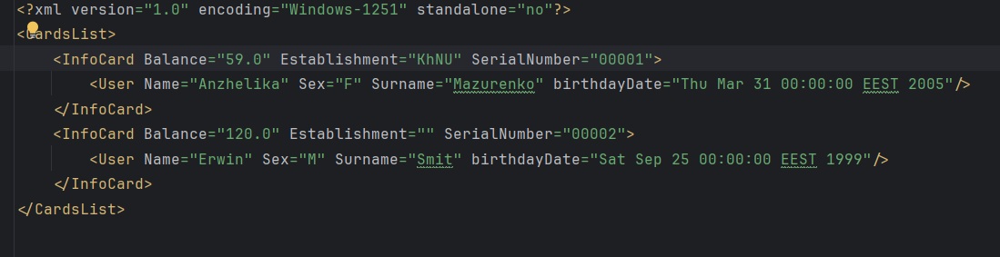 <?xml version="1.0" encoding="Windows-1251" standalone="no"?>
<CardsList>
<InfoCard Balance="59.0" Establishment="KhNU" SerialNumber="00001">
<User Name="Anzhelika" Sex="F" Surname="Mazurenko" birthdayDate="Thu Mar 31 00:00:00 EEST 2005"/>
</InfoCard>
<InfoCard Balance="120.0" Establishment="" SerialNumber="00002">
<User Name="Erwin" Sex="M" Surname="Smit" birthdayDate="Sat Sep 25 00:00:00 EEST 1999"/>
</InfoCard>
</CardsList>